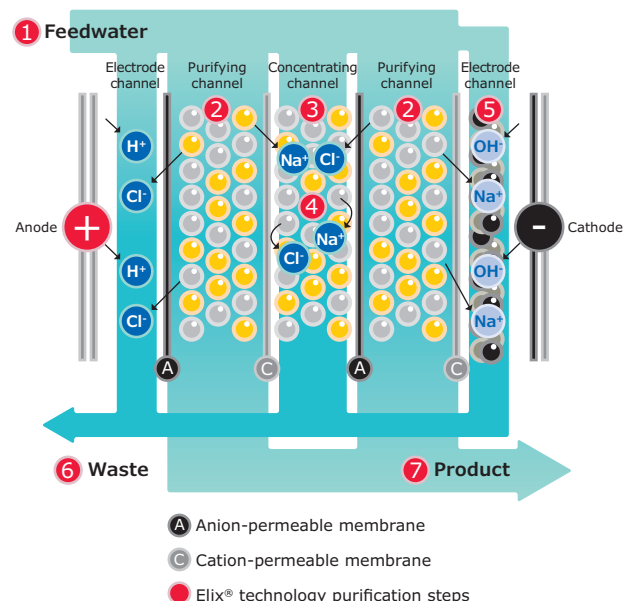 1 Feedwater
Electrode
channel
Purifying
channel
Concentrating
channel
Purifying
channel
Electrode
channel
2
3
2
5
H⁺
Na⁺
Cl⁻
OH⁻
Cl⁻
Na⁺
4
Anode
+
Na⁺
-
Cathode
Cl⁻
H⁺
OH⁻
Cl⁻
Na⁺
A
C
A
C
6 Waste
7 Product
A Anion-permeable membrane
C Cation-permeable membrane
Elix® technology purification steps